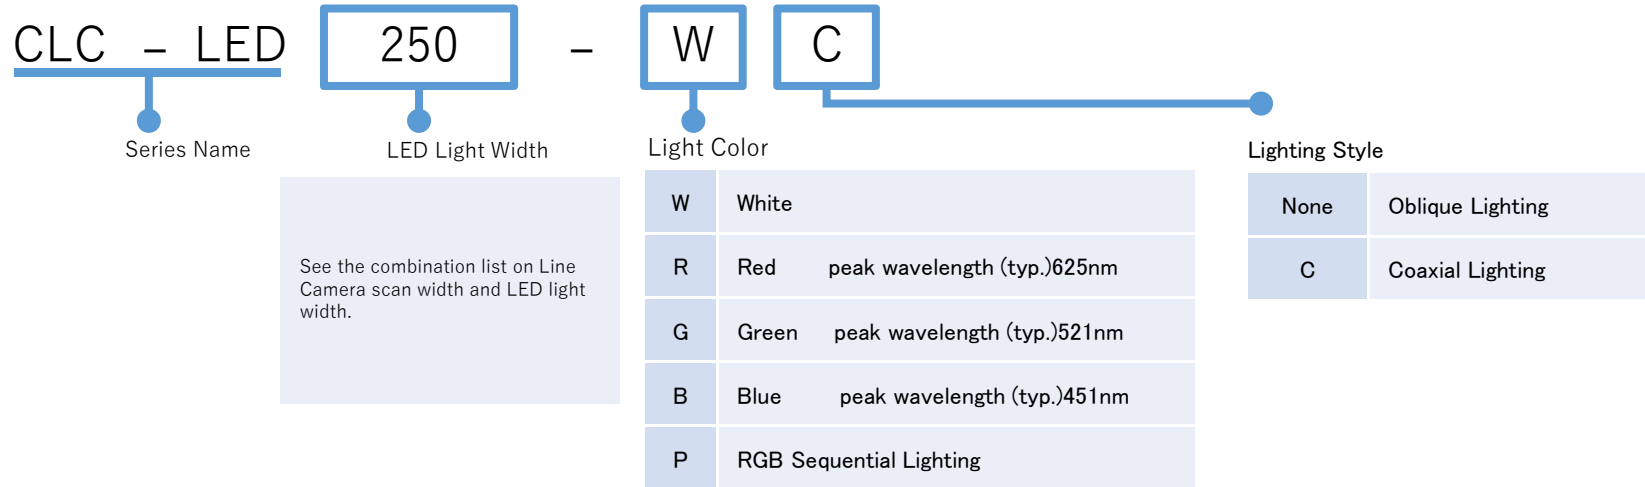 CLC – LED 250 – W C
Series Name
LED Light Width
See the combination list on Line
Camera scan width and LED light
width.
Light Color
W White
R Red peak wavelength (typ.)625nm
G Green peak wavelength (typ.)521nm
B Blue peak wavelength (typ.)451nm
P RGB Sequential Lighting
Lighting Style
None Oblique Lighting
C Coaxial Lighting